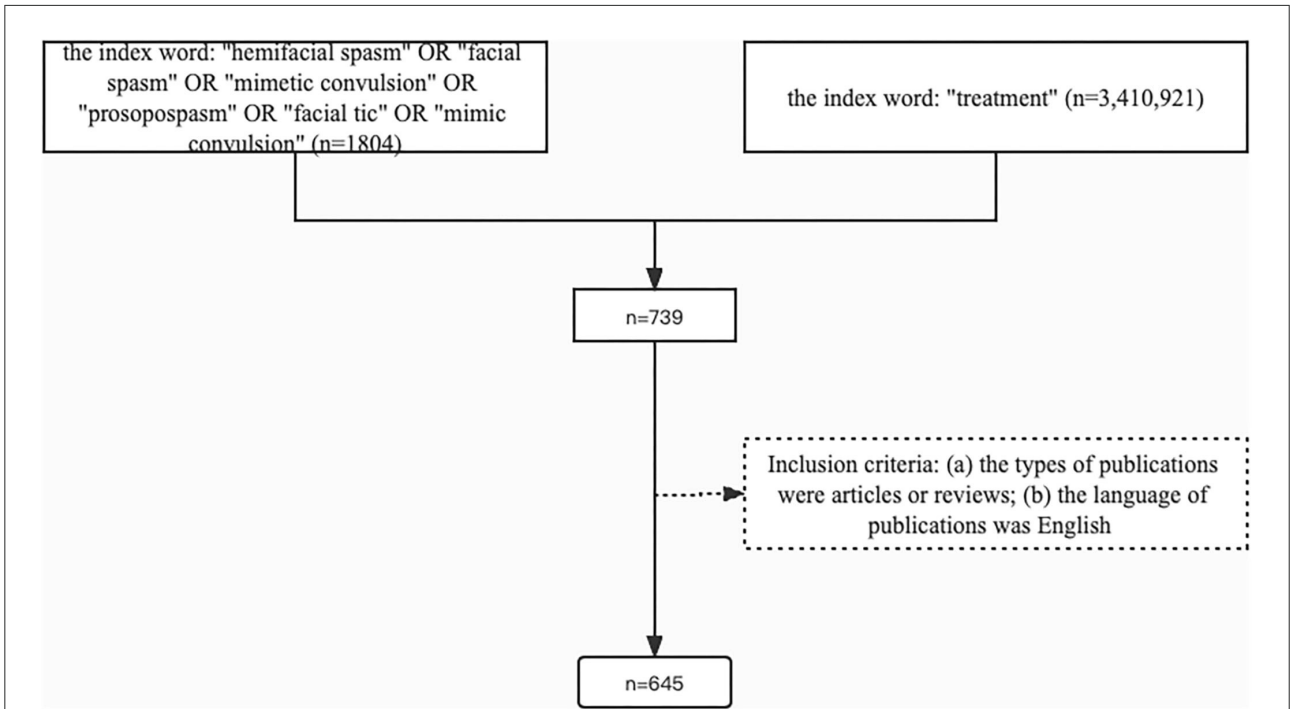 the index word: "hemifacial spasm" OR "facial
spasm" OR "mimetic convulsion" OR
"prosopospasm" OR "facial tic" OR "mimic
convulsion" (n=1804)
the index word: "treatment" (n=3,410,921)
n=739
Inclusion criteria: (a) the types of publications
were articles or reviews; (b) the language of
publications was English
n=645